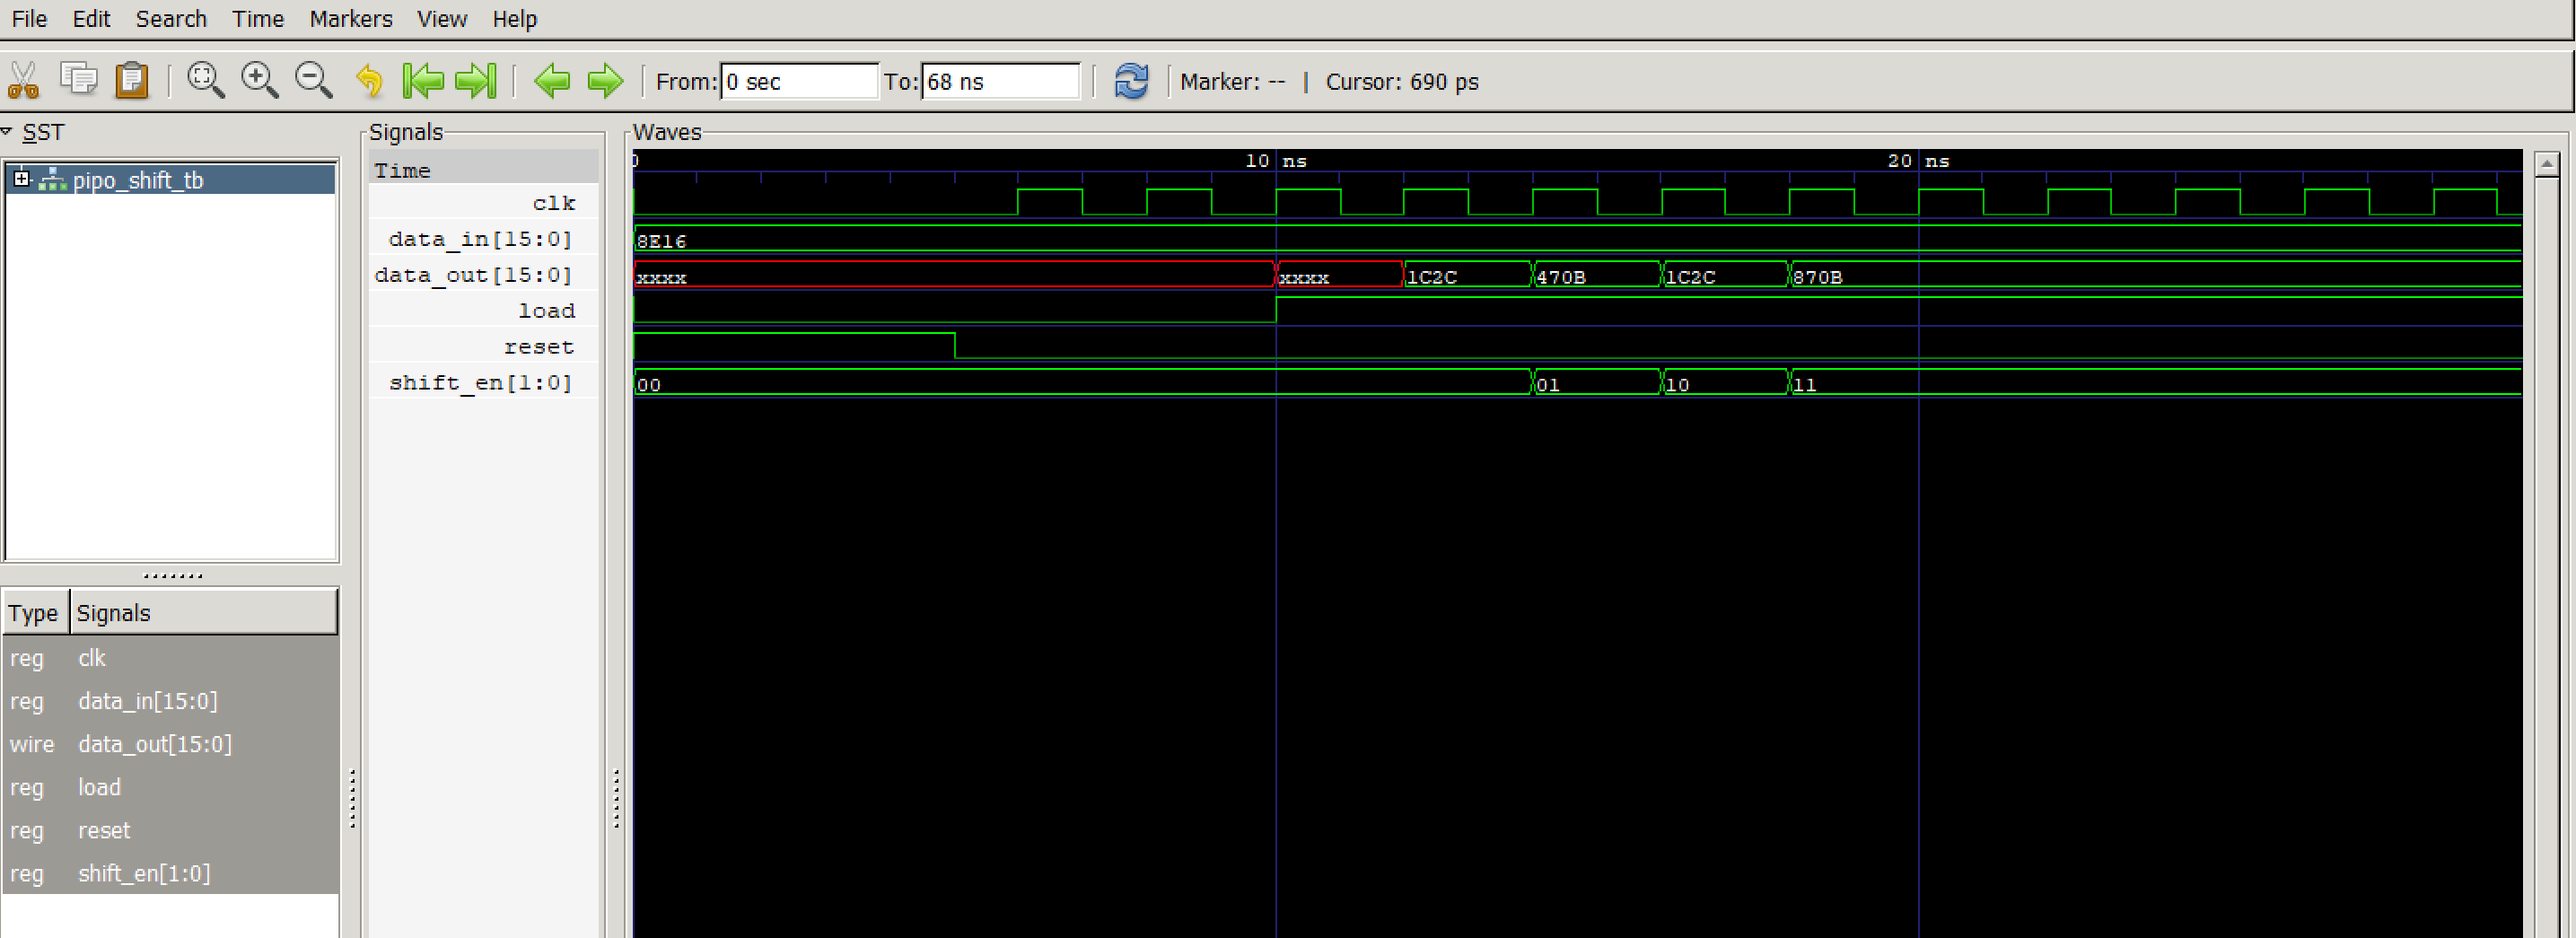 File Edit Search Time Markers View Help
From: 0 sec To: 68 ns Marker: -- | Cursor: 690 ps
SST
pipo_shift_tb
Type Signals
reg clk
reg data_in[15:0]
wire data_out[15:0]
reg load
reg reset
reg shift_en[1:0]
Signals
Time
clk
data_in[15:0]
data_out[15:0]
load
reset
shift_en[1:0]
Waves
0 10 ns 20 ns
8E16
xxxx xxxx 1C2C 470B 1C2C 870B
00 01 10 11